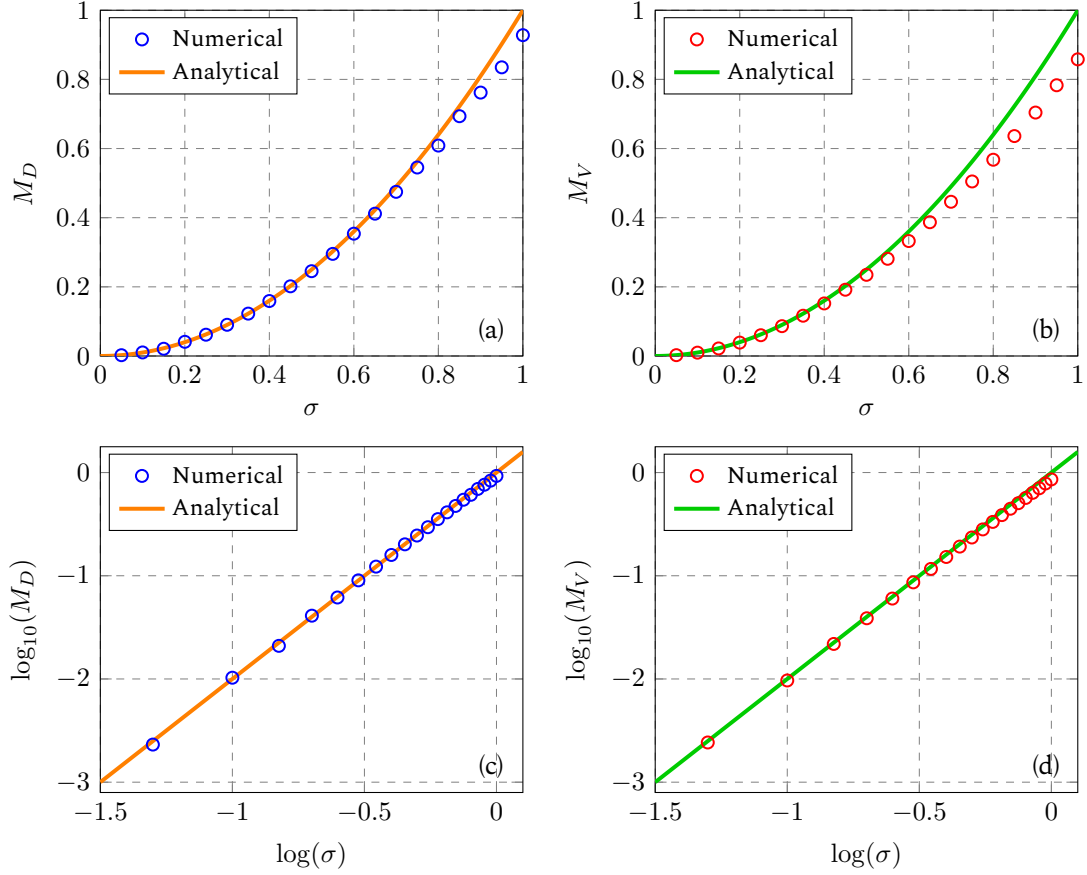 1
0.8
0.6
0.4
0.2
0
M_D
Numerical
Analytical
(a)
0 0.2 0.4 0.6 0.8 1
σ
1
0.8
0.6
0.4
0.2
0
M_V
Numerical
Analytical
(b)
0 0.2 0.4 0.6 0.8 1
σ
0
−1
−2
−3
log₁₀(M_D)
Numerical
Analytical
(c)
−1.5 −1 −0.5 0
log(σ)
0
−1
−2
−3
log₁₀(M_V)
Numerical
Analytical
(d)
−1.5 −1 −0.5 0
log(σ)